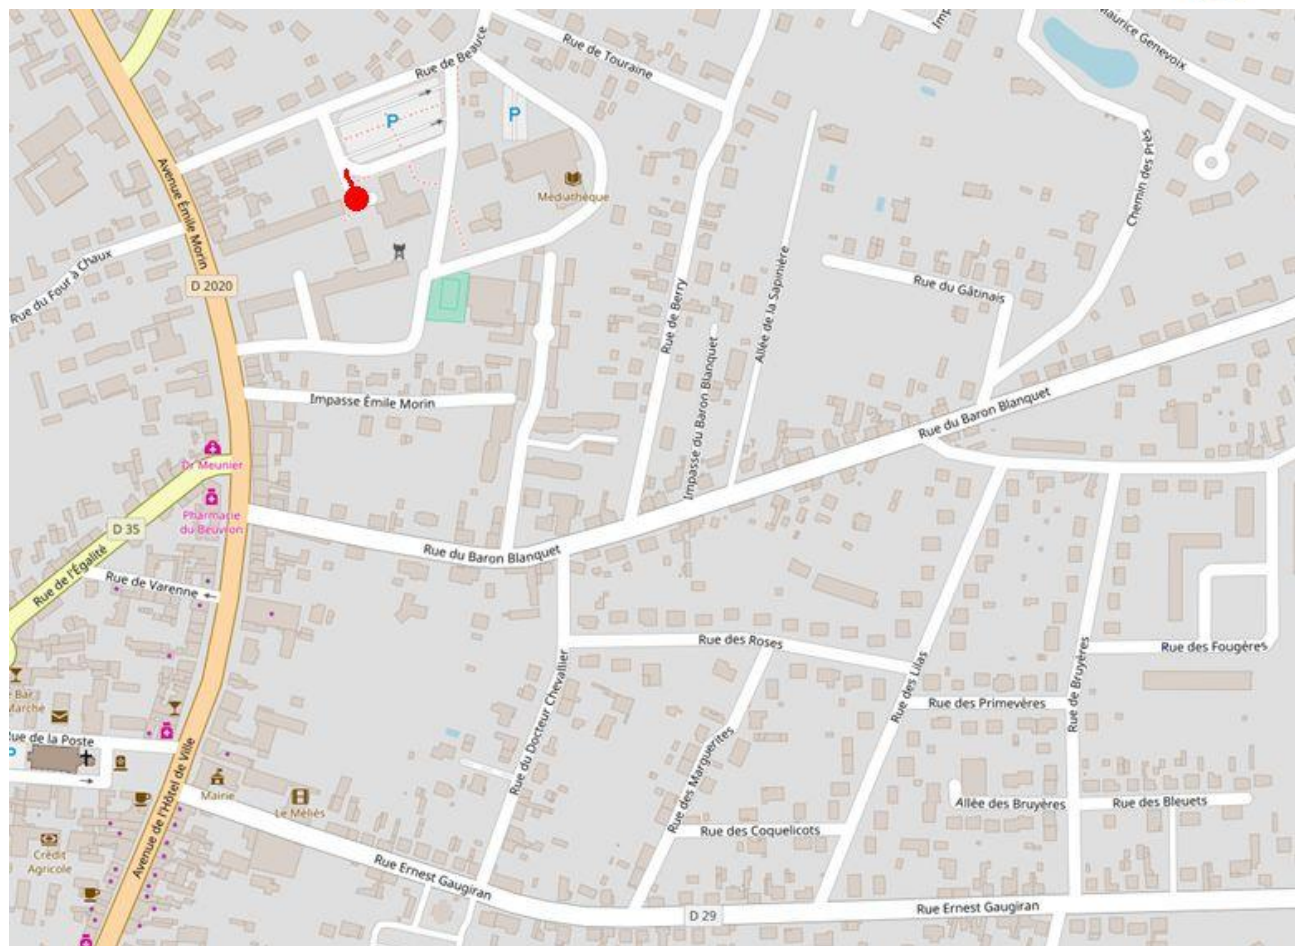 Imp
Maurice Genevoix
Rue de Beauce
Rue de Touraine
P
P
Médiathèque
Chemin des Prés
Avenue Émile Morin
Rue du Four à Chaux
D 2020
Rue de Berry
Allée de la Sapinière
Rue du Gâtinais
Impasse du Baron Blanquet
Impasse Émile Morin
Rue du Baron Blanquet
Dr Meunier
Pharmacie
du Beuvron
D 35
Rue du Baron Blanquet
Rue de l'Égalité
Rue de Varenne
Rue des Roses
Rue des Fougères
Rue du Docteur Chevallier
Rue des Lilas
Rue de Bruyères
Bar
Marché
Rue des Primevères
Rue de la Poste
P
Rue des Marguerites
Avenue de l'Hôtel de Ville
Mairie
Le Méliès
Allée des Bruyères
Rue des Bleuets
Rue des Coquelicots
Crédit
Agricole
Rue Ernest Gaugiran
D 29
Rue Ernest Gaugiran